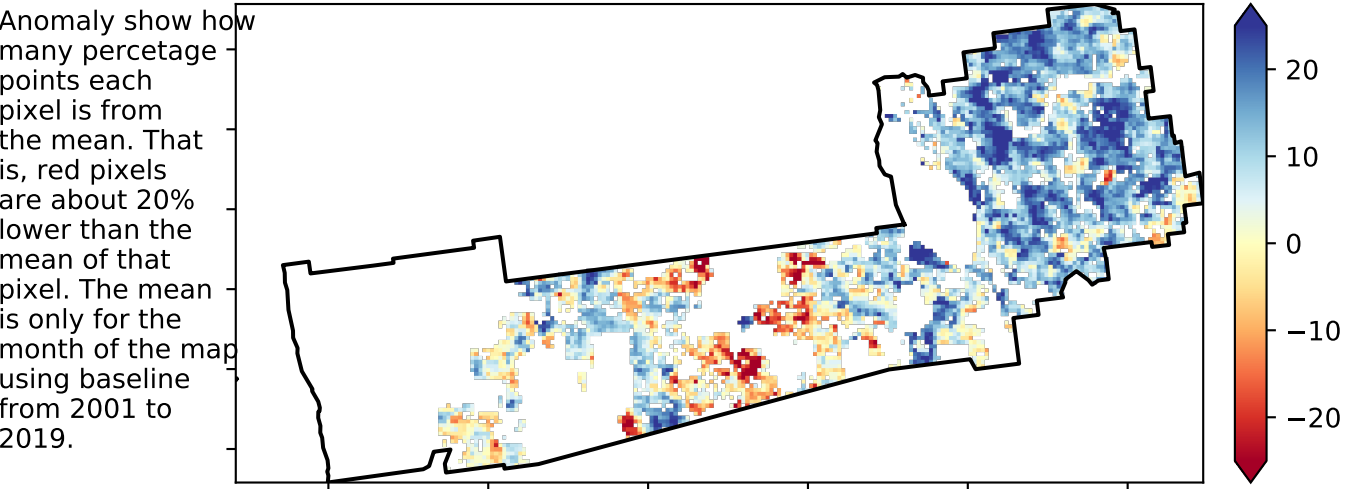 Anomaly show how
many percetage
points each
pixel is from
the mean. That
is, red pixels
are about 20%
lower than the
mean of that
pixel. The mean
is only for the
month of the map
using baseline
from 2001 to
2019.
20
10
0
−10
−20